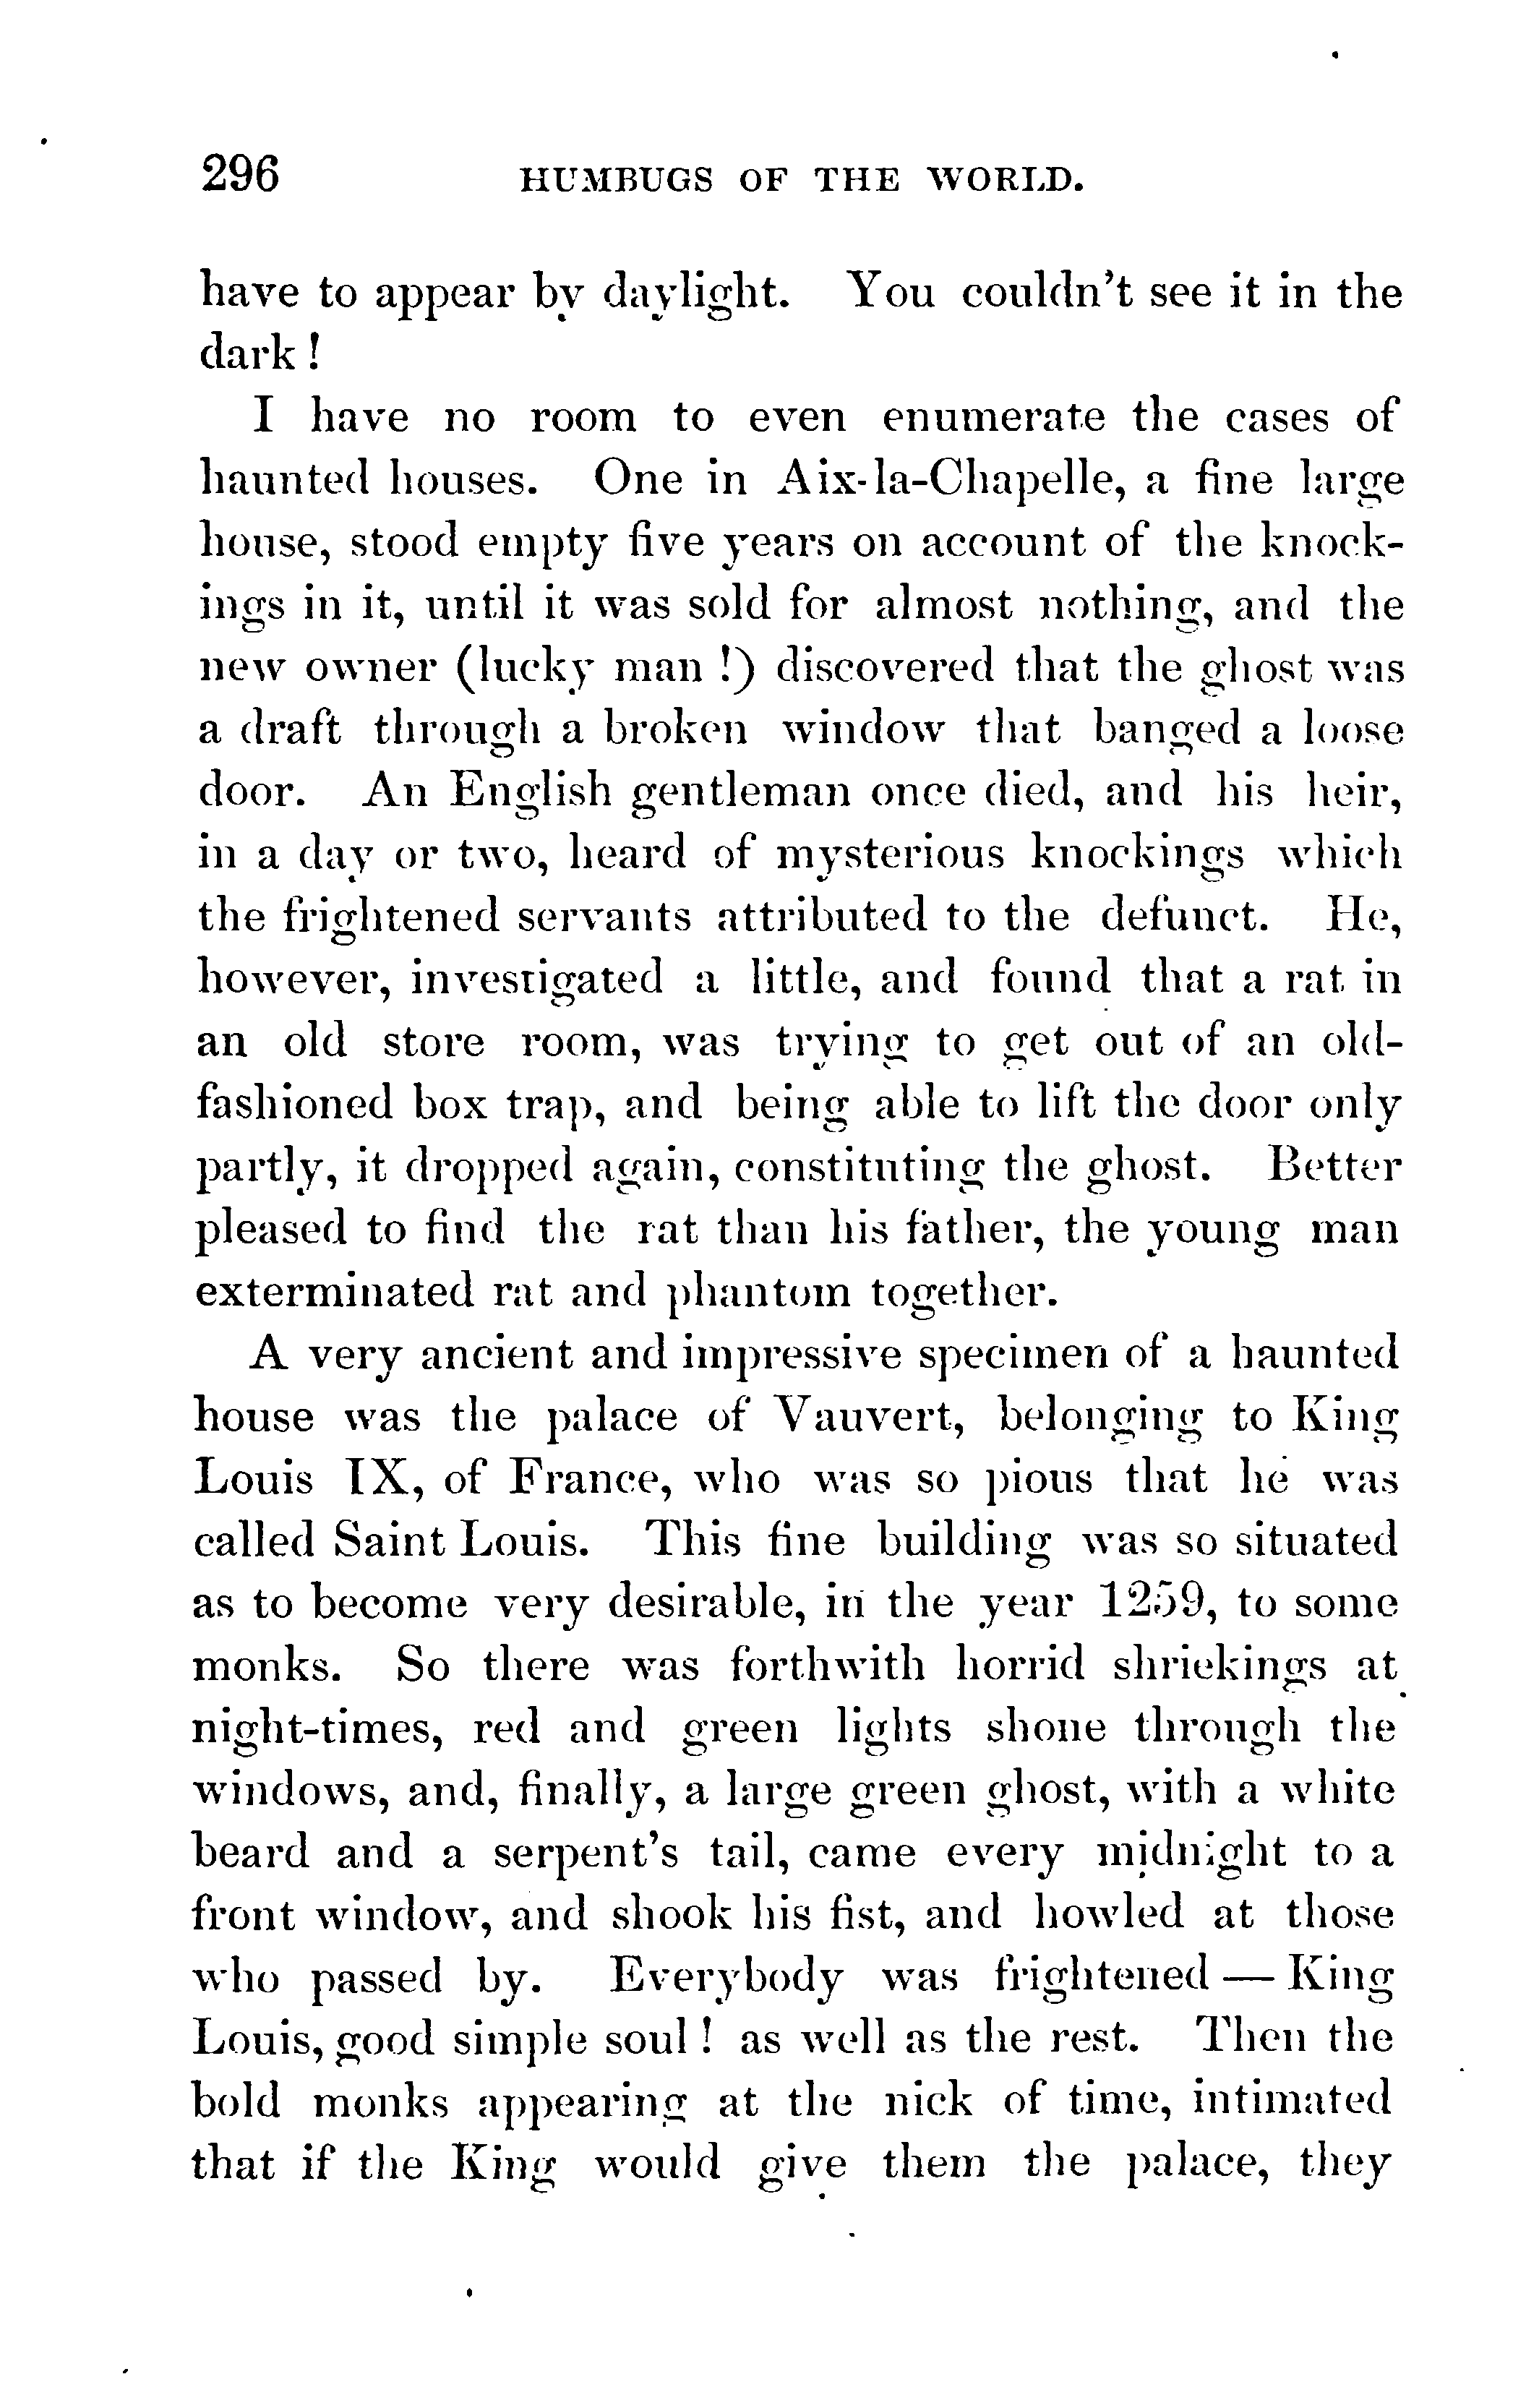 296 HUMBUGS OF THE WORLD.
have to appear by daylight. You couldn't see it in the
dark!
I have no room to even enumerate the cases of
haunted houses. One in Aix-la-Chapelle, a fine large
house, stood empty five years on account of the knock-
ings in it, until it was sold for almost nothing, and the
new owner (lucky man!) discovered that the ghost was
a draft through a broken window that banged a loose
door. An English gentleman once died, and his heir,
in a day or two, heard of mysterious knockings which
the frightened servants attributed to the defunct. He,
however, investigated a little, and found that a rat in
an old store room, was trying to get out of an old-
fashioned box trap, and being able to lift the door only
partly, it dropped again, constituting the ghost. Better
pleased to find the rat than his father, the young man
exterminated rat and phantom together.
A very ancient and impressive specimen of a haunted
house was the palace of Vauvert, belonging to King
Louis IX, of France, who was so pious that he was
called Saint Louis. This fine building was so situated
as to become very desirable, in the year 1259, to some
monks. So there was forthwith horrid shriekings at
night-times, red and green lights shone through the
windows, and, finally, a large green ghost, with a white
beard and a serpent's tail, came every midnight to a
front window, and shook his fist, and howled at those
who passed by. Everybody was frightened — King
Louis, good simple soul! as well as the rest. Then the
bold monks appearing at the nick of time, intimated
that if the King would give them the palace, they